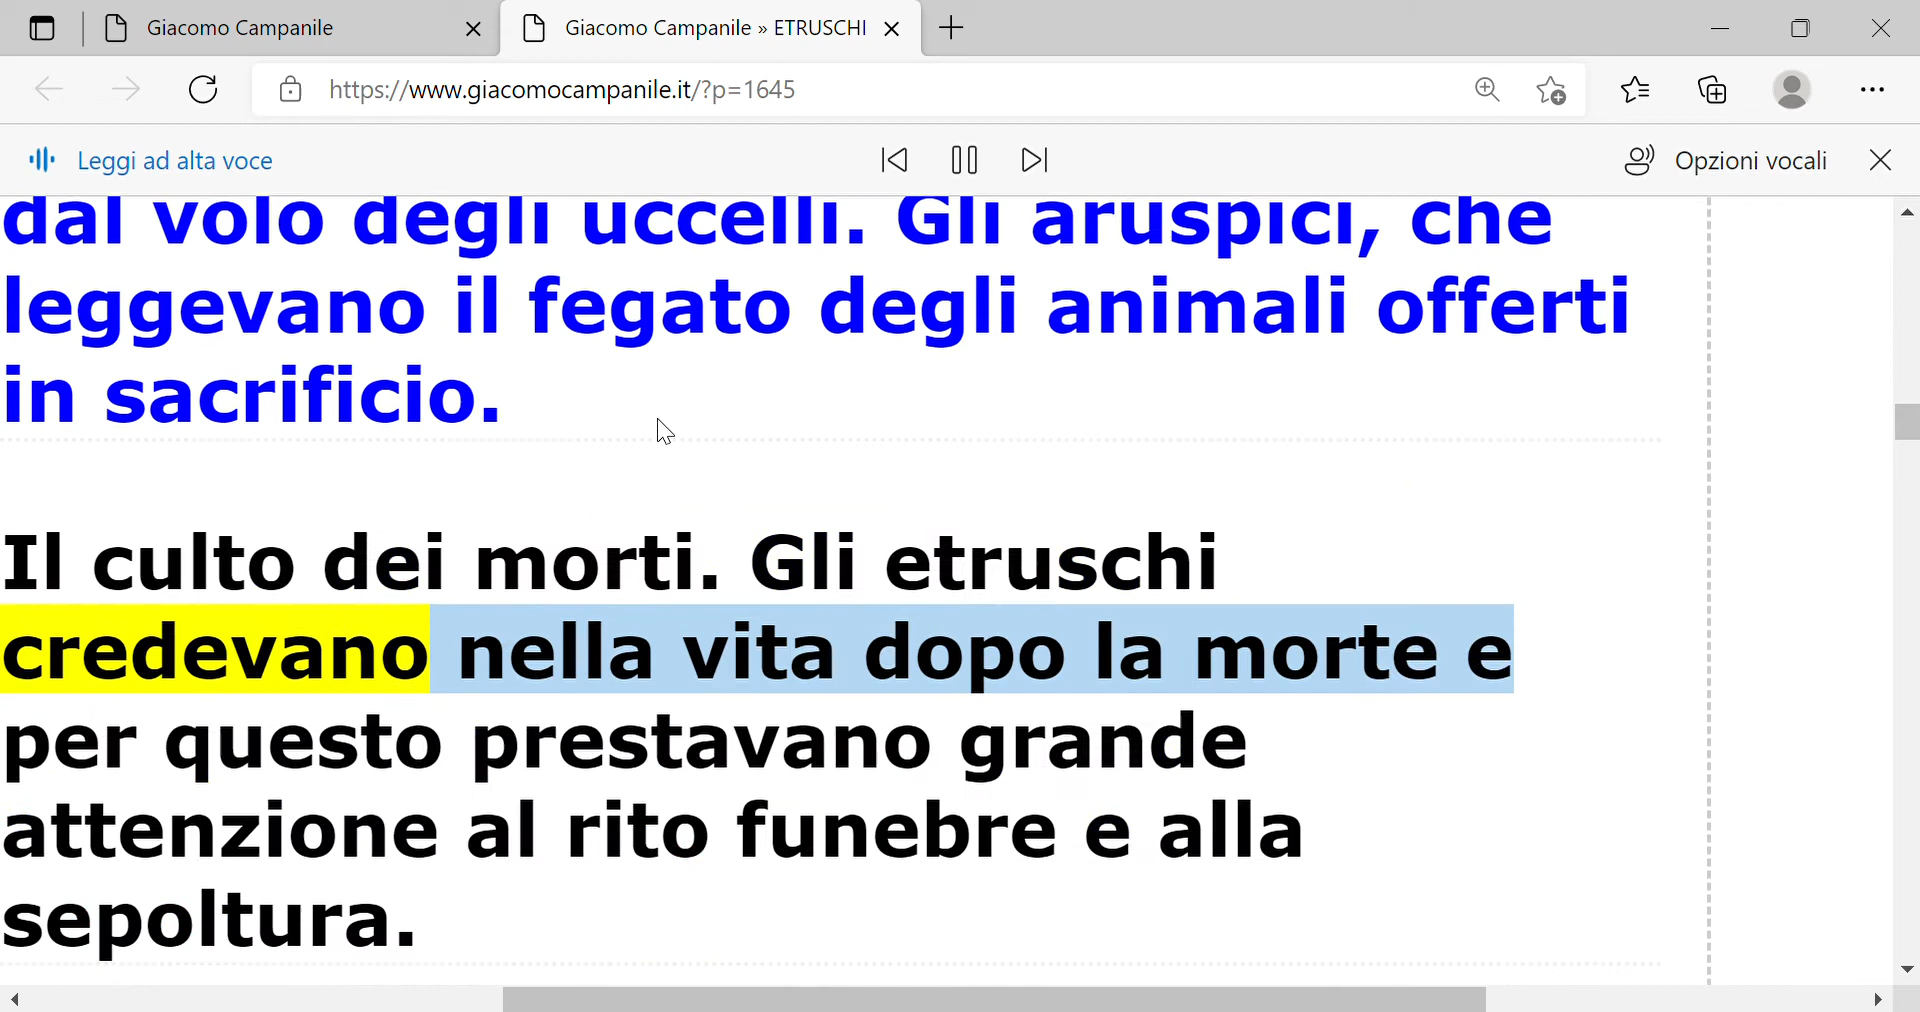 Giacomo Campanile
Giacomo Campanile » ETRUSCHI
https://www.giacomocampanile.it/?p=1645
Leggi ad alta voce
Opzioni vocali
dal volo degli uccelli. Gli aruspici, che
leggevano il fegato degli animali offerti
in sacrificio.
Il culto dei morti. Gli etruschi
credevano nella vita dopo la morte e
per questo prestavano grande
attenzione al rito funebre e alla
sepoltura.